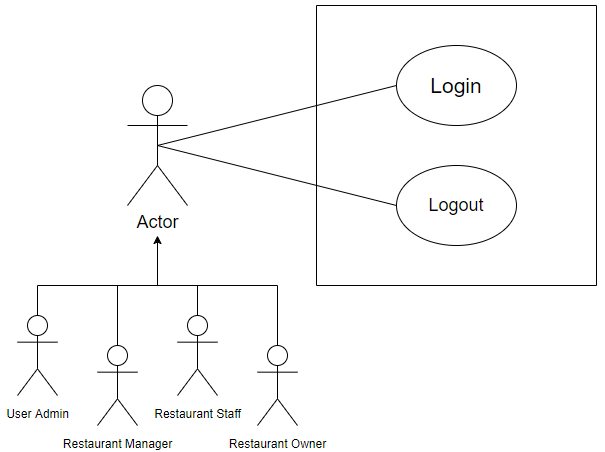 Login
Logout
Actor
User Admin
Restaurant Staff
Restaurant Manager
Restaurant Owner